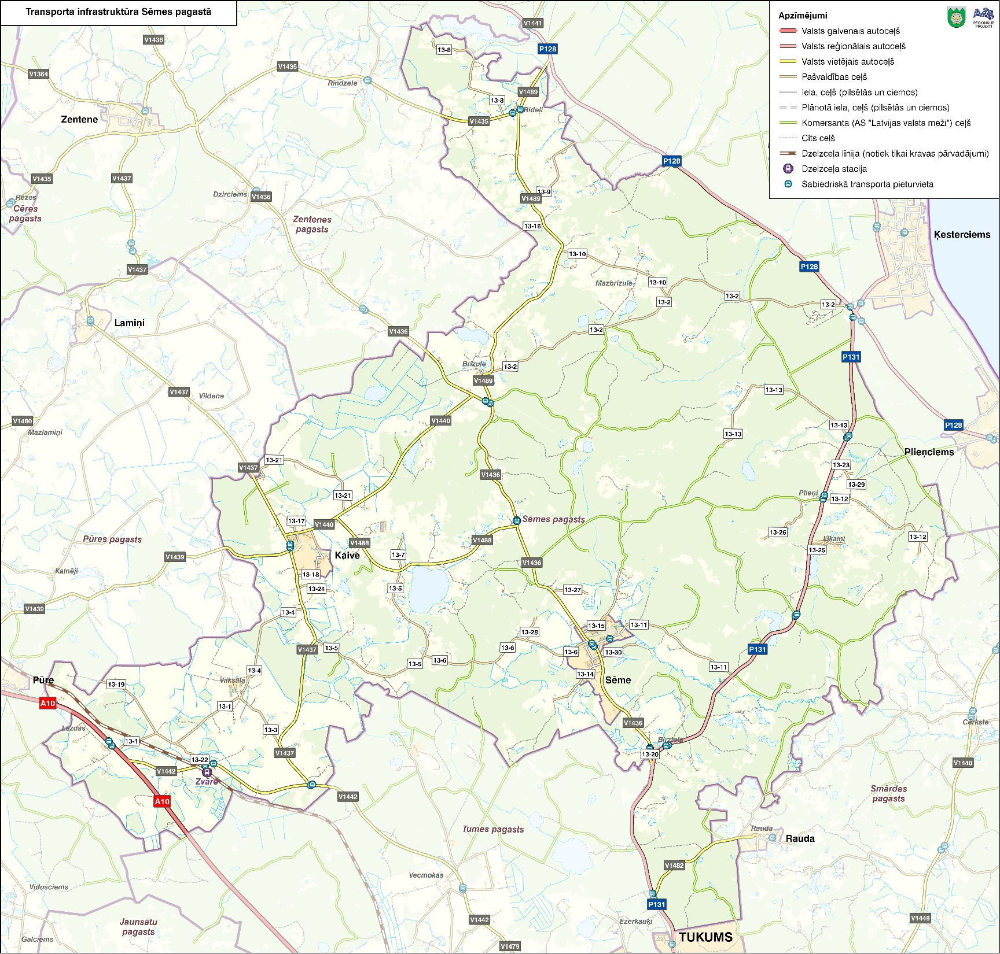 Transporta infrastruktūra Sēmes pagastā
Apzīmējumi
REĢIONĀLIE
PROJEKTI
Valsts galvenais autoceļš
Valsts reģionālais autoceļš
Valsts vietējais autoceļš
Pašvaldības ceļš
Iela, ceļš (pilsētās un ciemos)
Plānotā iela, ceļš (pilsētās un ciemos)
Komersanta (AS "Latvijas valsts meži") ceļš
Cits ceļš
Dzelzceļa līnija (notiek tikai kravas pārvadājumi)
Dzelzceļa stacija
Sabiedriskā transporta pieturvieta
V1441
V1436
13-8
P128
V1435
V1364
Rindzele
V1489
13-8
Rideļi
Zentene
V1435
P128
V1435
V1437
13-9
Dzirciems
V1436
V1489
Rēzes
Cēres
pagasts
Zentenes
pagasts
13-16
Ķesterciems
13-10
P128
V1437
Mazbrizule
13-10
13-2
13-2
13-2
Lamiņi
V1436
13-2
P131
Brizule
13-2
V1489
V1437
Vildene
13-13
V1480
Mazlamiņi
V1440
13-13
13-13
P128
Plieņciems
13-21
V1437
13-23
V1436
13-29
13-21
Plieņi
13-12
13-17
V1440
Sēmes pagasts
13-26
13-12
Pūres pagasts
V1488
V1488
Līkaiņi
13-25
V1439
Kaive
13-7
V1436
Kalnēji
13-18
13-24
13-5
13-27
V1439
13-4
13-15
13-11
13-28
V1437
13-5
13-6
13-6
13-30
P131
13-5
13-6
13-4
13-11
13-14
Pūre
13-19
Vilksala
Sēme
A10
13-1
V1436
Cērkste
Lazdas
13-3
13-1
Birztala
V1437
13-20
13-22
V1448
V1442
Zvāre
A10
V1442
Smārdes
pagasts
Tumes pagasts
Rauda
Rauda
V1482
Vecmokas
Vidusciems
P131
V1442
V1448
Ezerkauķi
Jaunsātu
pagasts
Galciems
TUKUMS
V1479